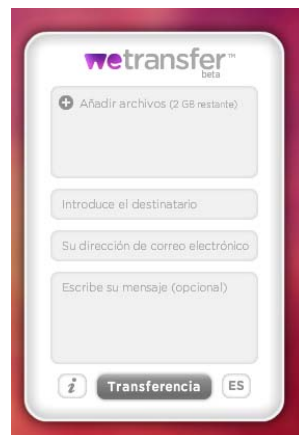 wetransfer™
beta
Añadir archivos (2 GB restante)
Introduce el destinatario
Su dirección de correo electrónico
Escribe su mensaje (opcional)
i Transferencia ES